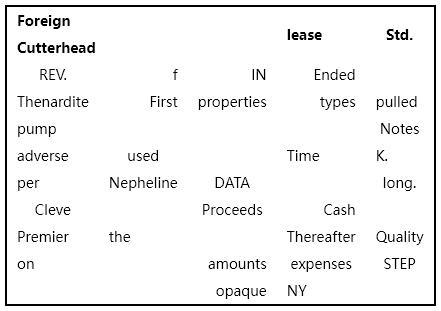 Foreign
Cutterhead lease Std.
REV. f IN Ended
Thenardite First properties types pulled
pump Notes
adverse used Time K.
per Nepheline DATA long.
Cleve Proceeds Cash
Premier the Thereafter Quality
on amounts expenses STEP
opaque NY